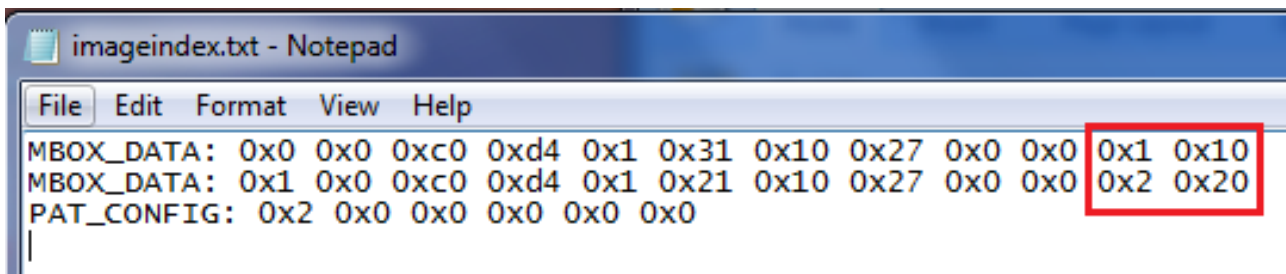 imageindex.txt - Notepad
File Edit Format View Help
MBOX_DATA: 0x0 0x0 0xc0 0xd4 0x1 0x31 0x10 0x27 0x0 0x0 0x1 0x10
MBOX_DATA: 0x1 0x0 0xc0 0xd4 0x1 0x21 0x10 0x27 0x0 0x0 0x2 0x20
PAT_CONFIG: 0x2 0x0 0x0 0x0 0x0 0x0